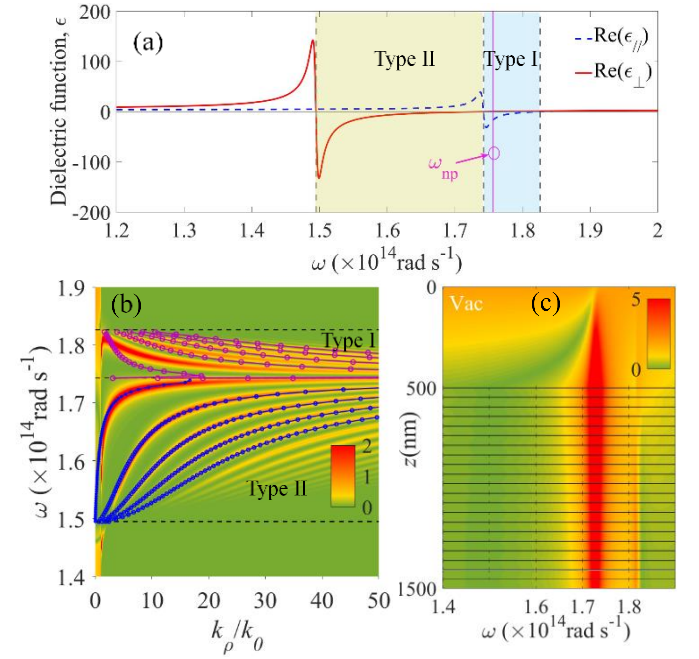 Dielectric function, ϵ
200
100
0
-100
-200
(a)
Type II
Type I
Re(ϵ//)
Re(ϵ⊥)
ωnp
1.2 1.3 1.4 1.5 1.6 1.7 1.8 1.9 2
ω (×10¹⁴rad s⁻¹)
(b)
ω (×10¹⁴rad s⁻¹)
1.9
1.8
1.7
1.6
1.5
1.4
Type I
Type II
2
1
0
0 10 20 30 40 50
kρ/k0
(c)
Vac
5
0
z(nm)
0
500
1500
1.4 1.6 1.8
ω (×10¹⁴rad s⁻¹)